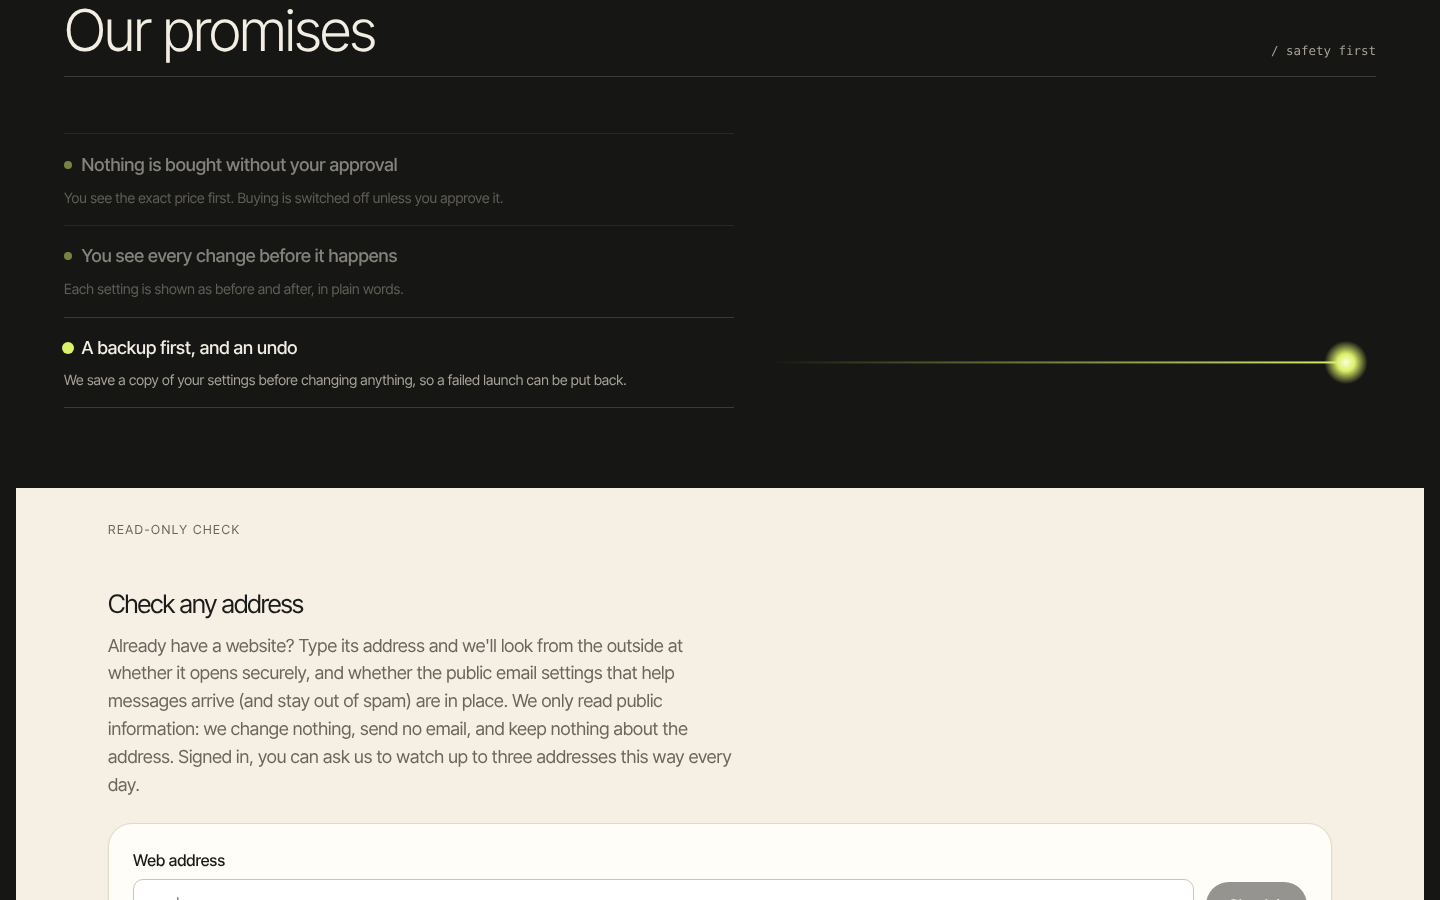 Our promises
/ safety first
Nothing is bought without your approval
You see the exact price first. Buying is switched off unless you approve it.
You see every change before it happens
Each setting is shown as before and after, in plain words.
A backup first, and an undo
We save a copy of your settings before changing anything, so a failed launch can be put back.
READ-ONLY CHECK
Check any address
Already have a website? Type its address and we'll look from the outside at
whether it opens securely, and whether the public email settings that help
messages arrive (and stay out of spam) are in place. We only read public
information: we change nothing, send no email, and keep nothing about the
address. Signed in, you can ask us to watch up to three addresses this way every
day.
Web address